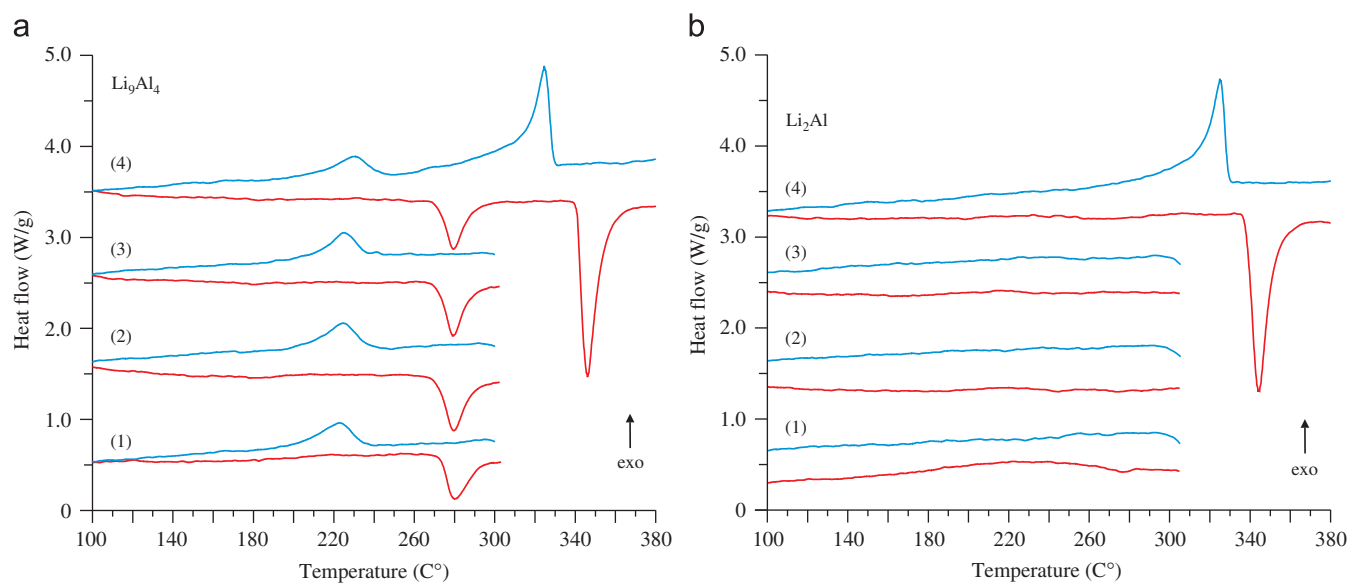 a
5.0
Li₉Al₄
4.0
(4)
3.0
(3)
2.0
(2)
1.0
(1)
0
exo
100 140 180 220 260 300 340 380
Temperature (C°)
Heat flow (W/g)
b
5.0
Li₂Al
4.0
(4)
3.0
(3)
2.0
(2)
1.0
(1)
0
exo
100 140 180 220 260 300 340 380
Temperature (C°)
Heat flow (W/g)